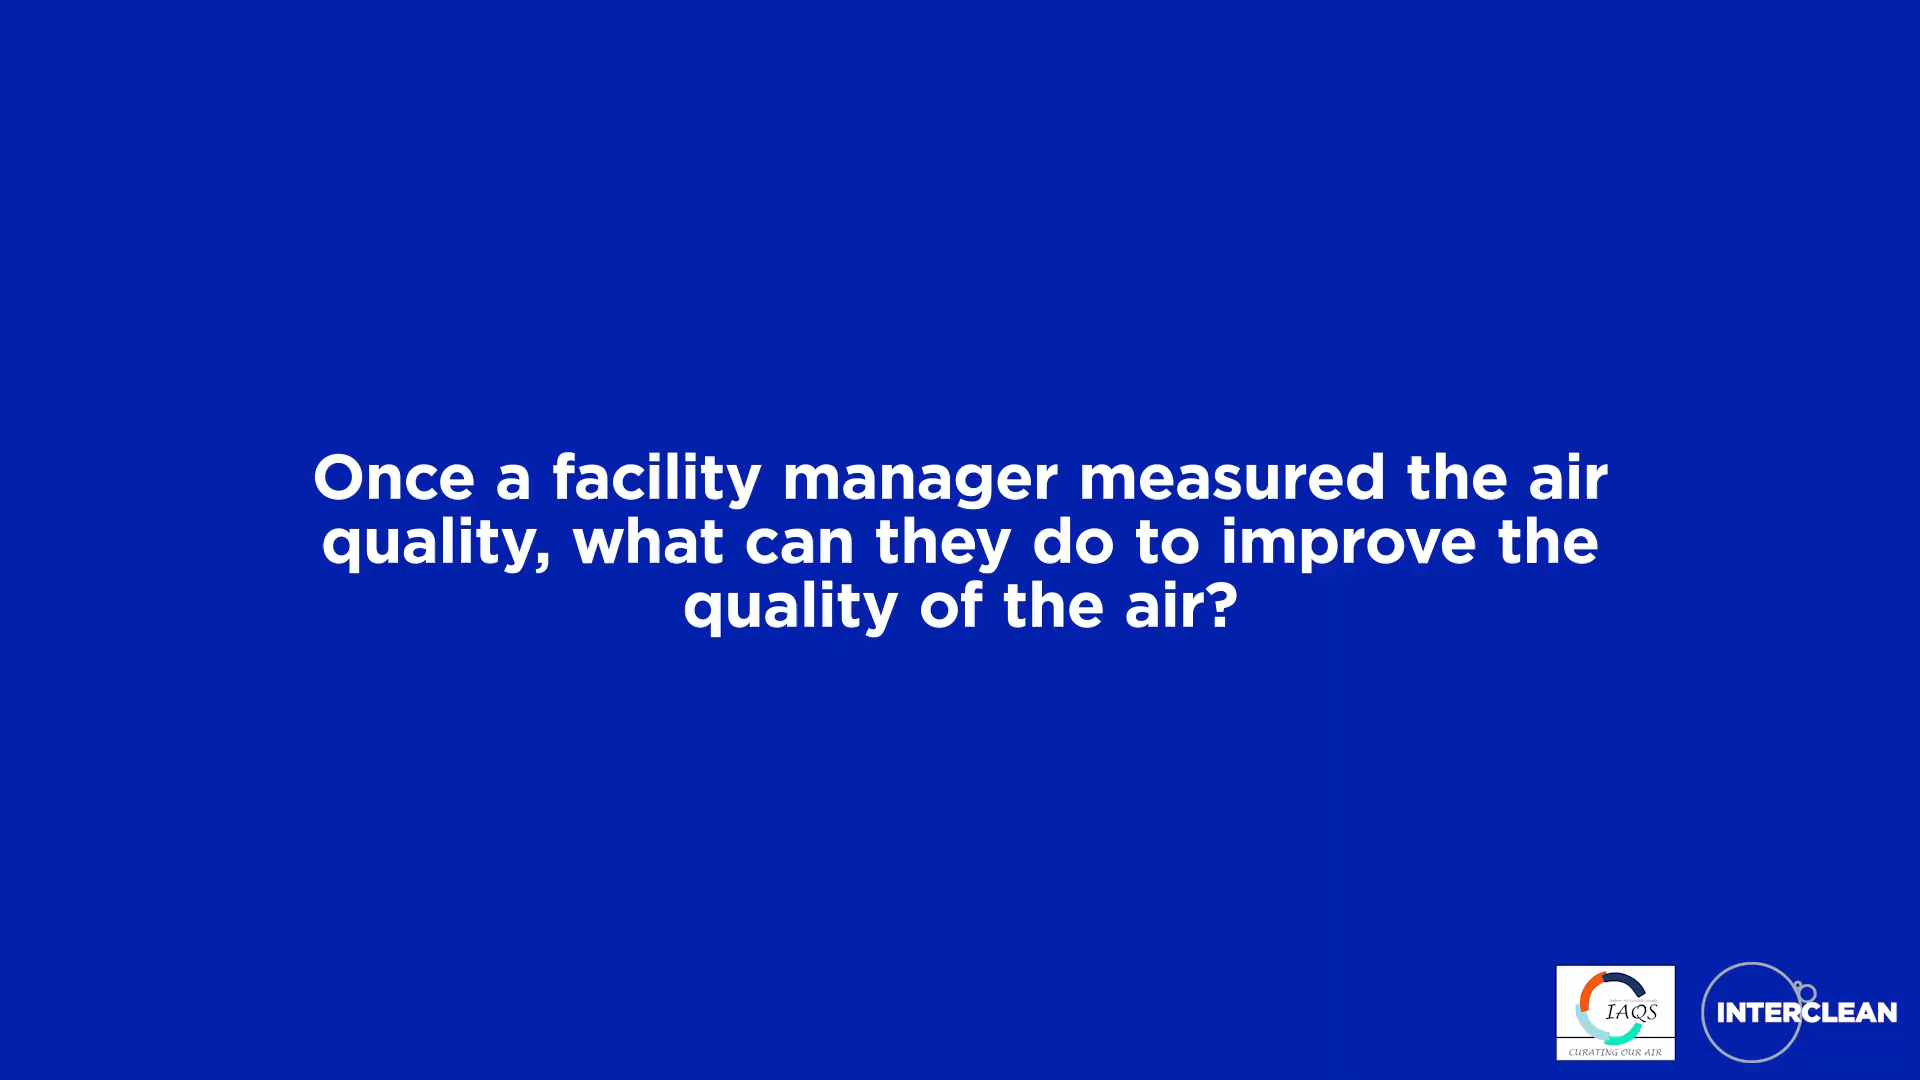 Once a facility manager measured the air
quality, what can they do to improve the
quality of the air?
IAQS
CURATING OUR AIR
INTERCLEAN